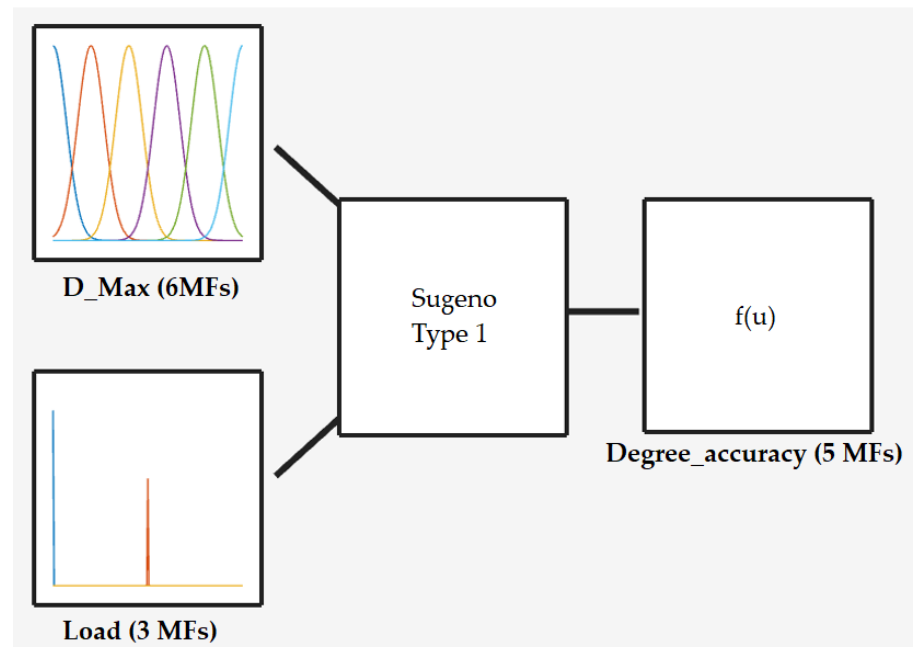 D_Max (6MFs)
Sugeno
Type 1
f(u)
Degree_accuracy (5 MFs)
Load (3 MFs)